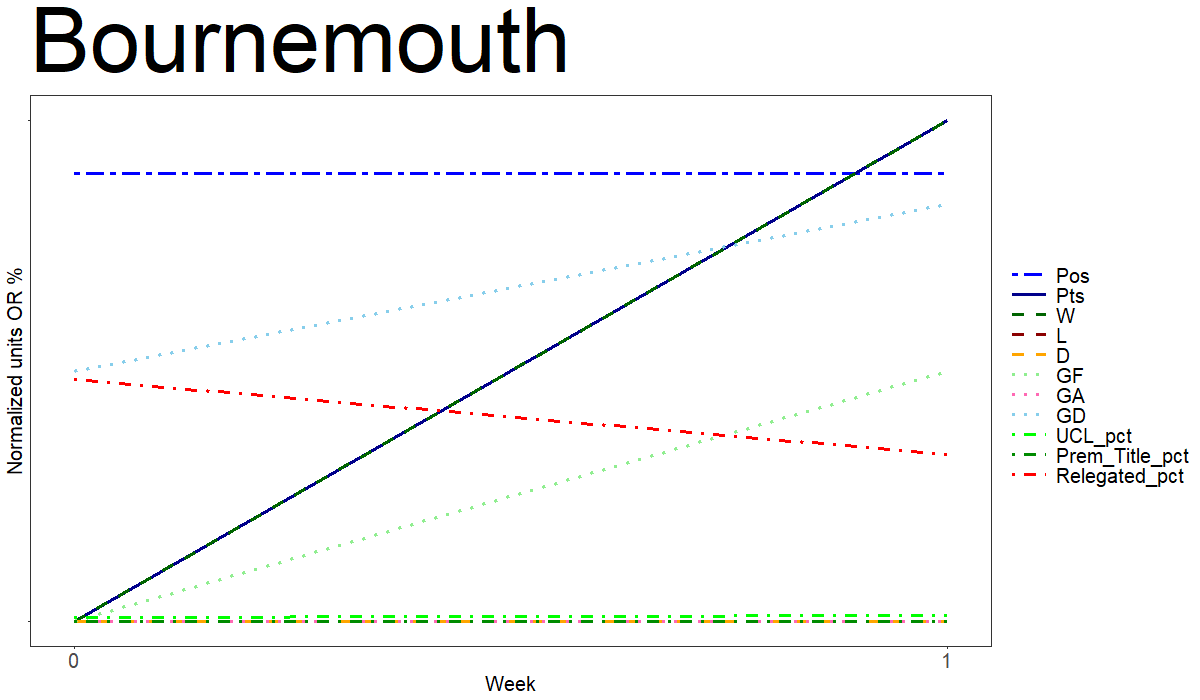 Bournemouth
Normalized units OR %
Pos
Pts
W
L
D
GF
GA
GD
UCL_pct
Prem_Title_pct
Relegated_pct
0
1
Week